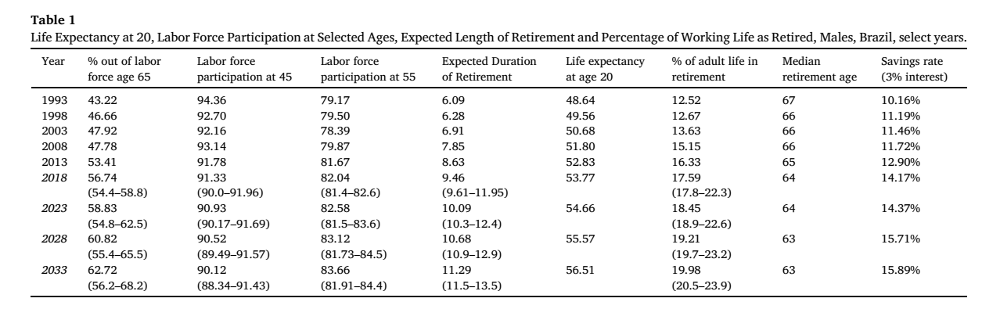 Table 1
Life Expectancy at 20, Labor Force Participation at Selected Ages, Expected Length of Retirement and Percentage of Working Life as Retired, Males, Brazil, select years.
Year % out of labor Labor force Labor force Expected Duration Life expectancy % of adult life in Median Savings rate
force age 65 participation at 45 participation at 55 of Retirement at age 20 retirement retirement age (3% interest)
1993 43.22 94.36 79.17 6.09 48.64 12.52 67 10.16%
1998 46.66 92.70 79.50 6.28 49.56 12.67 66 11.19%
2003 47.92 92.16 78.39 6.91 50.68 13.63 66 11.46%
2008 47.78 93.14 79.87 7.85 51.80 15.15 66 11.72%
2013 53.41 91.78 81.67 8.63 52.83 16.33 65 12.90%
2018 56.74 91.33 82.04 9.46 53.77 17.59 64 14.17%
(54.4–58.8) (90.0–91.96) (81.4–82.6) (9.61–11.95) (17.8–22.3)
2023 58.83 90.93 82.58 10.09 54.66 18.45 64 14.37%
(54.8–62.5) (90.17–91.69) (81.5–83.6) (10.3–12.4) (18.9–22.6)
2028 60.82 90.52 83.12 10.68 55.57 19.21 63 15.71%
(55.4–65.5) (89.49–91.57) (81.73–84.5) (10.9–12.9) (19.7–23.2)
2033 62.72 90.12 83.66 11.29 56.51 19.98 63 15.89%
(56.2–68.2) (88.34–91.43) (81.91–84.4) (11.5–13.5) (20.5–23.9)